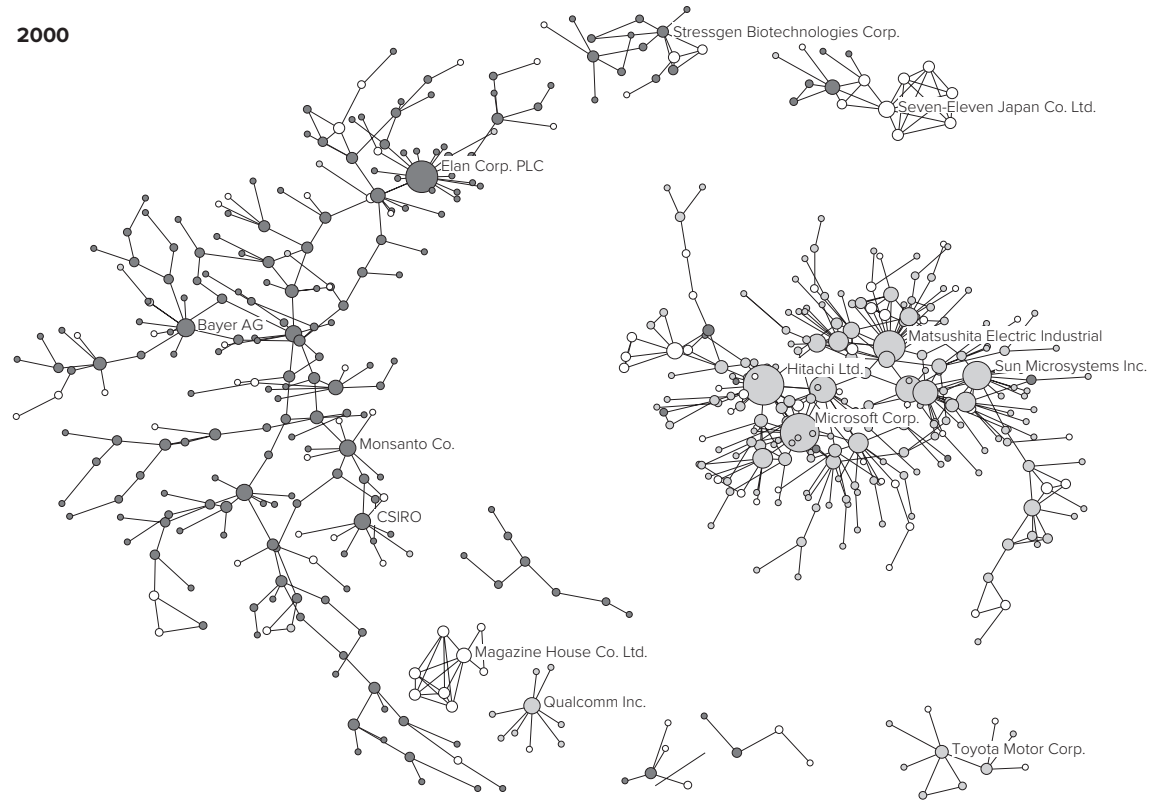 2000
Stressgen Biotechnologies Corp.
Seven-Eleven Japan Co. Ltd.
Elan Corp. PLC
Bayer AG
Matsushita Electric Industrial
Hitachi Ltd.
Sun Microsystems Inc.
Microsoft Corp.
Monsanto Co.
CSIRO
Magazine House Co. Ltd.
Qualcomm Inc.
Toyota Motor Corp.